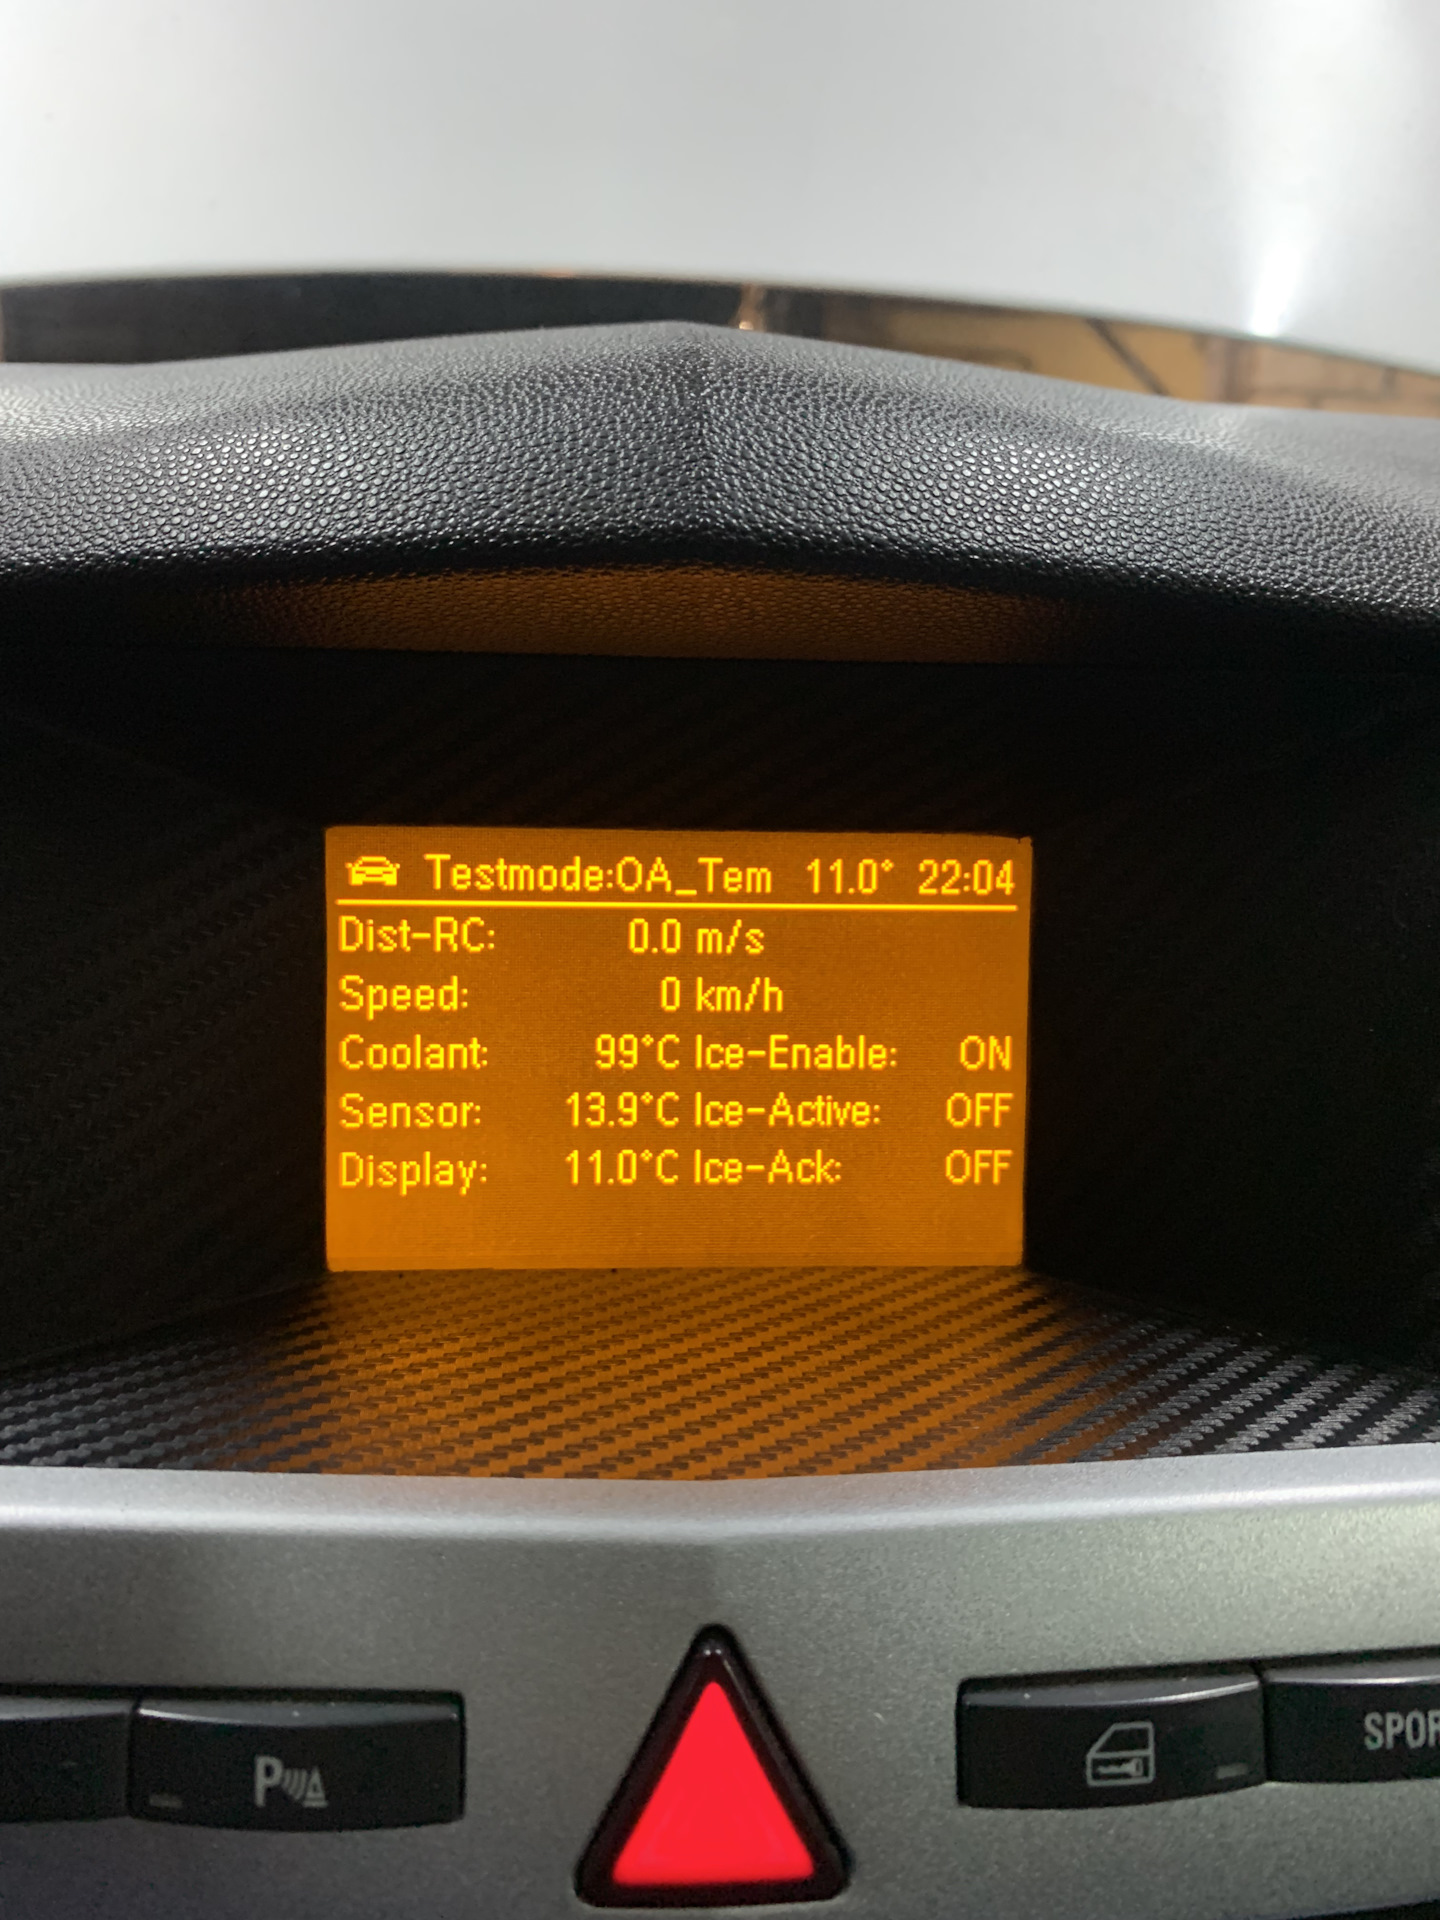 Testmode:OA_Tem 11.0° 22:04
Dist-RC: 0.0 m/s
Speed: 0 km/h
Coolant: 99°C Ice-Enable: ON
Sensor: 13.9°C Ice-Active: OFF
Display: 11.0°C Ice-Ack: OFF
SPOR
P